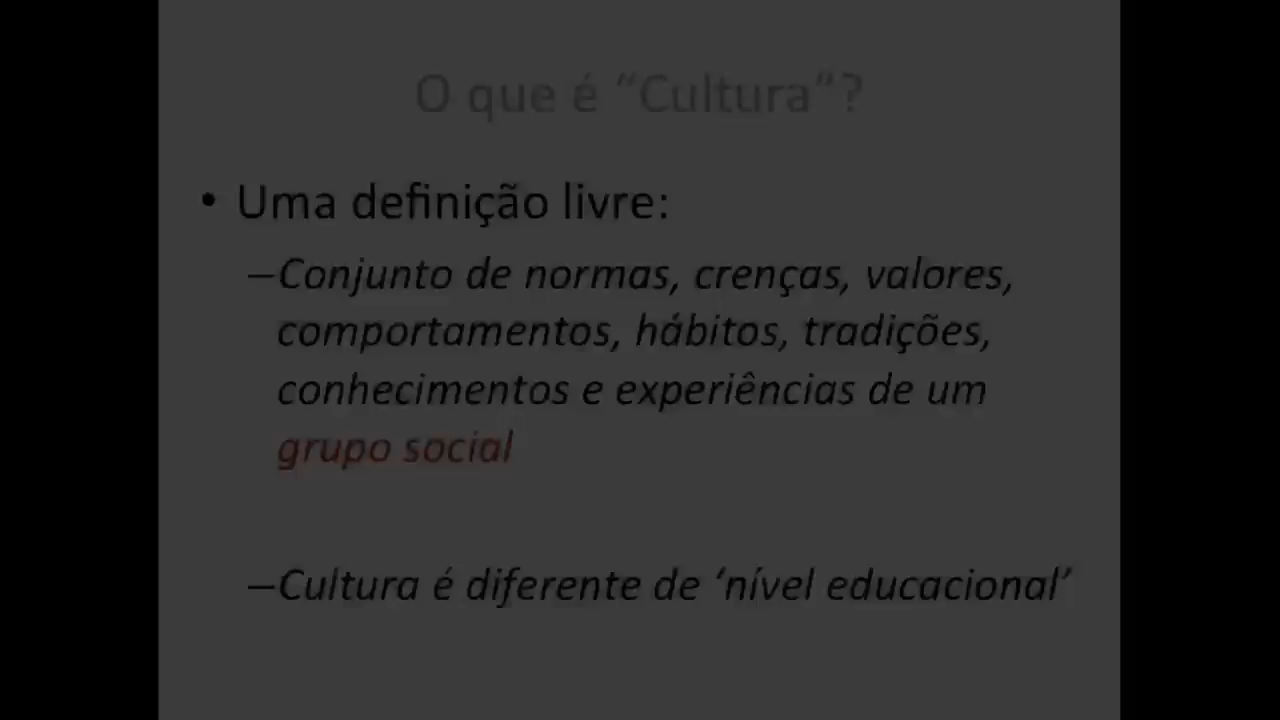 O que é “Cultura“?
• Uma definição livre:
–Conjunto de normas, crenças, valores,
comportamentos, hábitos, tradições,
conhecimentos e experiências de um
grupo social
–Cultura é diferente de ‘nível educacional’